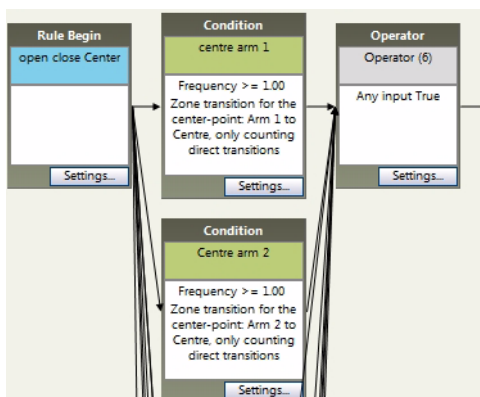 Rule Begin
open close Center
Settings...
Condition
centre arm 1
Frequency >= 1.00
Zone transition for the
center-point: Arm 1 to
Centre, only counting
direct transitions
Settings...
Operator
Operator (6)
Any input True
Settings...
Condition
Centre arm 2
Frequency >= 1.00
Zone transition for the
center-point: Arm 2 to
Centre, only counting
direct transitions
Settings...